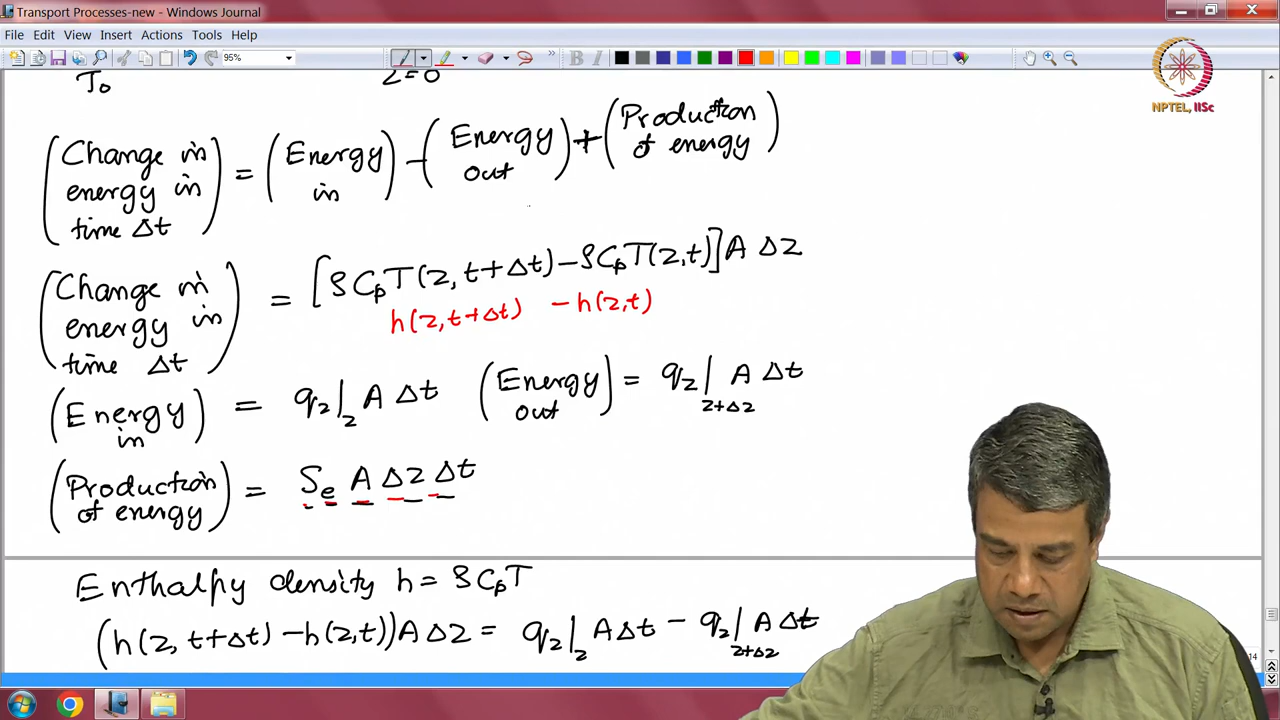 Transport Processes-new - Windows Journal
File Edit View Insert Actions Tools Help
95%
NPTEL, IISc
T₀ z=0
(Change in energy in time Δt) = (Energy in) - (Energy out) + (Production of energy)
(Change in energy in time Δt) = [ρCₚT(z, t+Δt) - ρCₚT(z,t)] A Δz
h(z, t+Δt) - h(z,t)
(Energy in) = q_z|_z A Δt (Energy out) = q_z|_{z+Δz} A Δt
(Production of energy) = Sₑ A Δz Δt
Enthalpy density h = ρCₚT
(h(z, t+Δt) - h(z,t)) A Δz = q_z|_z A Δt - q_z|_{z+Δz} A Δt
14